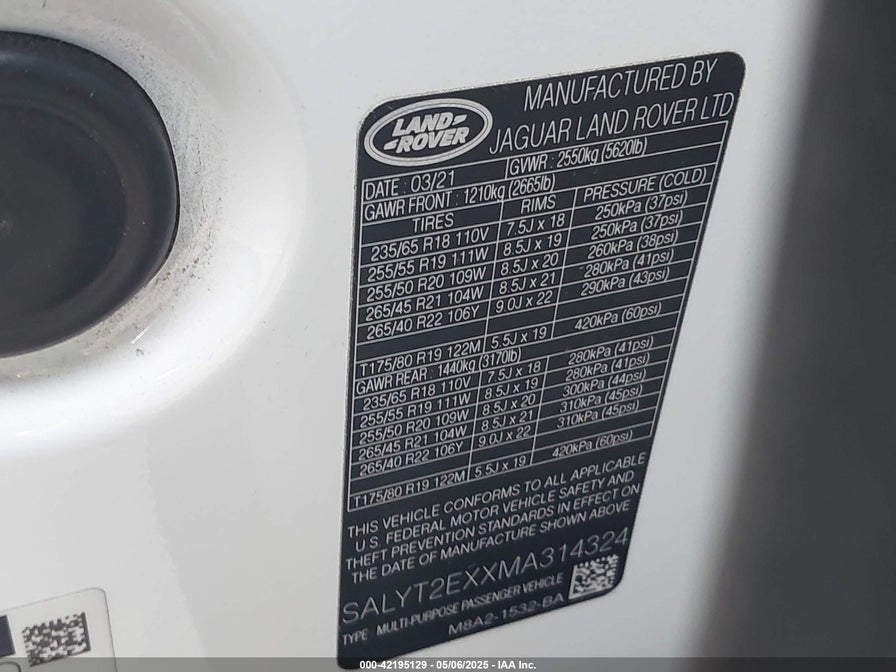 LAND-
-ROVER
MANUFACTURED BY
JAGUAR LAND ROVER LTD
DATE : 03/21 GVWR : 2550kg (5620lb)
GAWR FRONT : 1210kg (2665lb)
TIRES RIMS PRESSURE (COLD)
235/65 R18 110V 7.5J x 18 250kPa (37psi)
255/55 R19 111W 8.5J x 19 250kPa (37psi)
255/50 R20 109W 8.5J x 20 260kPa (38psi)
265/45 R21 104W 8.5J x 21 280kPa (41psi)
265/40 R22 106Y 9.0J x 22 290kPa (43psi)
T175/80 R19 122M 5.5J x 19 420kPa (60psi)
GAWR REAR : 1440kg (3170lb)
235/65 R18 110V 7.5J x 18 280kPa (41psi)
255/55 R19 111W 8.5J x 19 280kPa (41psi)
255/50 R20 109W 8.5J x 20 300kPa (44psi)
265/45 R21 104W 8.5J x 21 310kPa (45psi)
265/40 R22 106Y 9.0J x 22 310kPa (45psi)
T175/80 R19 122M 5.5J x 19 420kPa (60psi)
THIS VEHICLE CONFORMS TO ALL APPLICABLE
U.S. FEDERAL MOTOR VEHICLE SAFETY AND
THEFT PREVENTION STANDARDS IN EFFECT ON
THE DATE OF MANUFACTURE SHOWN ABOVE
SALYT2EXXMA314324
TYPE MULTI-PURPOSE PASSENGER VEHICLE
M8A2-1532-BA
000-42195129 - 05/06/2025 - IAA Inc.